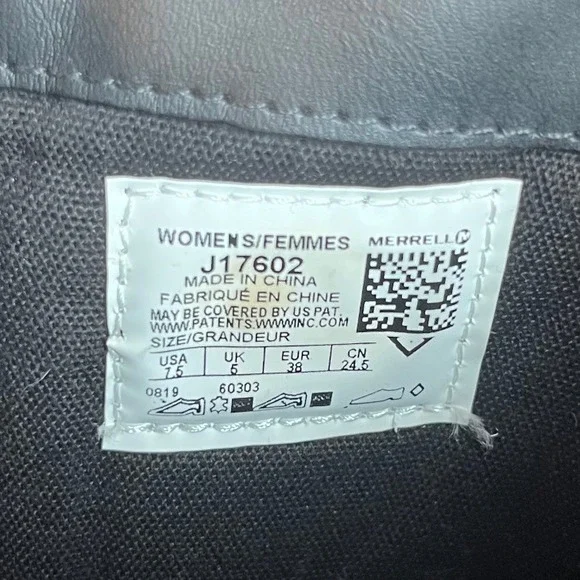 WOMENS/FEMMES MERRELL
J17602
MADE IN CHINA
FABRIQUÉ EN CHINE
MAY BE COVERED BY US PAT.
WWW.PATENTS.WWWINC.COM
SIZE/GRANDEUR
USA UK EUR CN
7.5 5 38 24.5
0819 60303